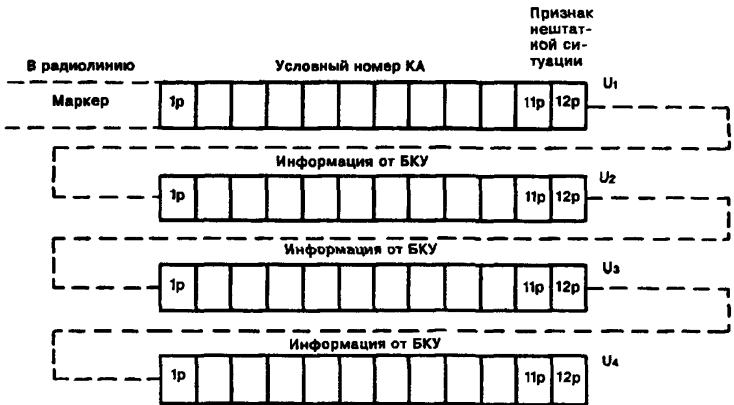 Признак
нештат-
ной си-
туации
В радиолинию
Условный номер КА
Маркер
1р 11р 12р
U₁
Информация от БКУ
1р 11р 12р
U₂
Информация от БКУ
1р 11р 12р
U₃
Информация от БКУ
1р 11р 12р
U₄